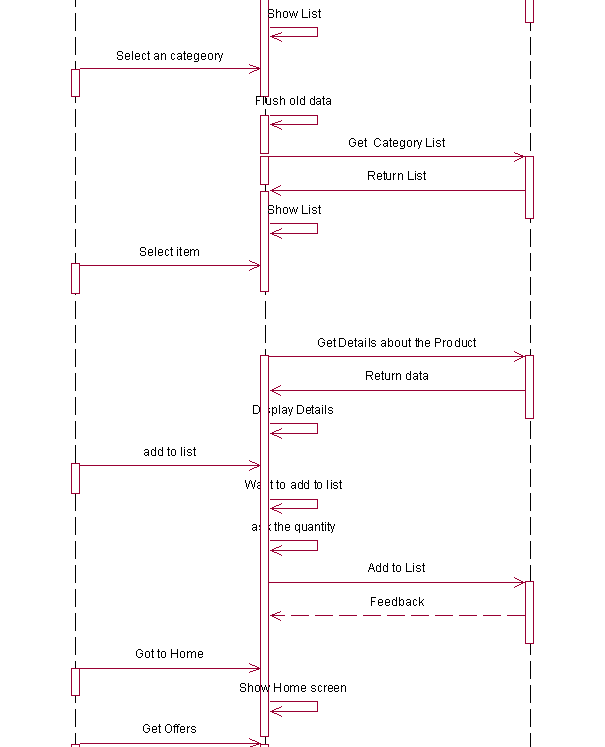 Show List
Select an categeory
Flush old data
Get Category List
Return List
Show List
Select item
Get Details about the Product
Return data
Display Details
add to list
Want to add to list
ask the quantity
Add to List
Feedback
Got to Home
Show Home screen
Get Offers